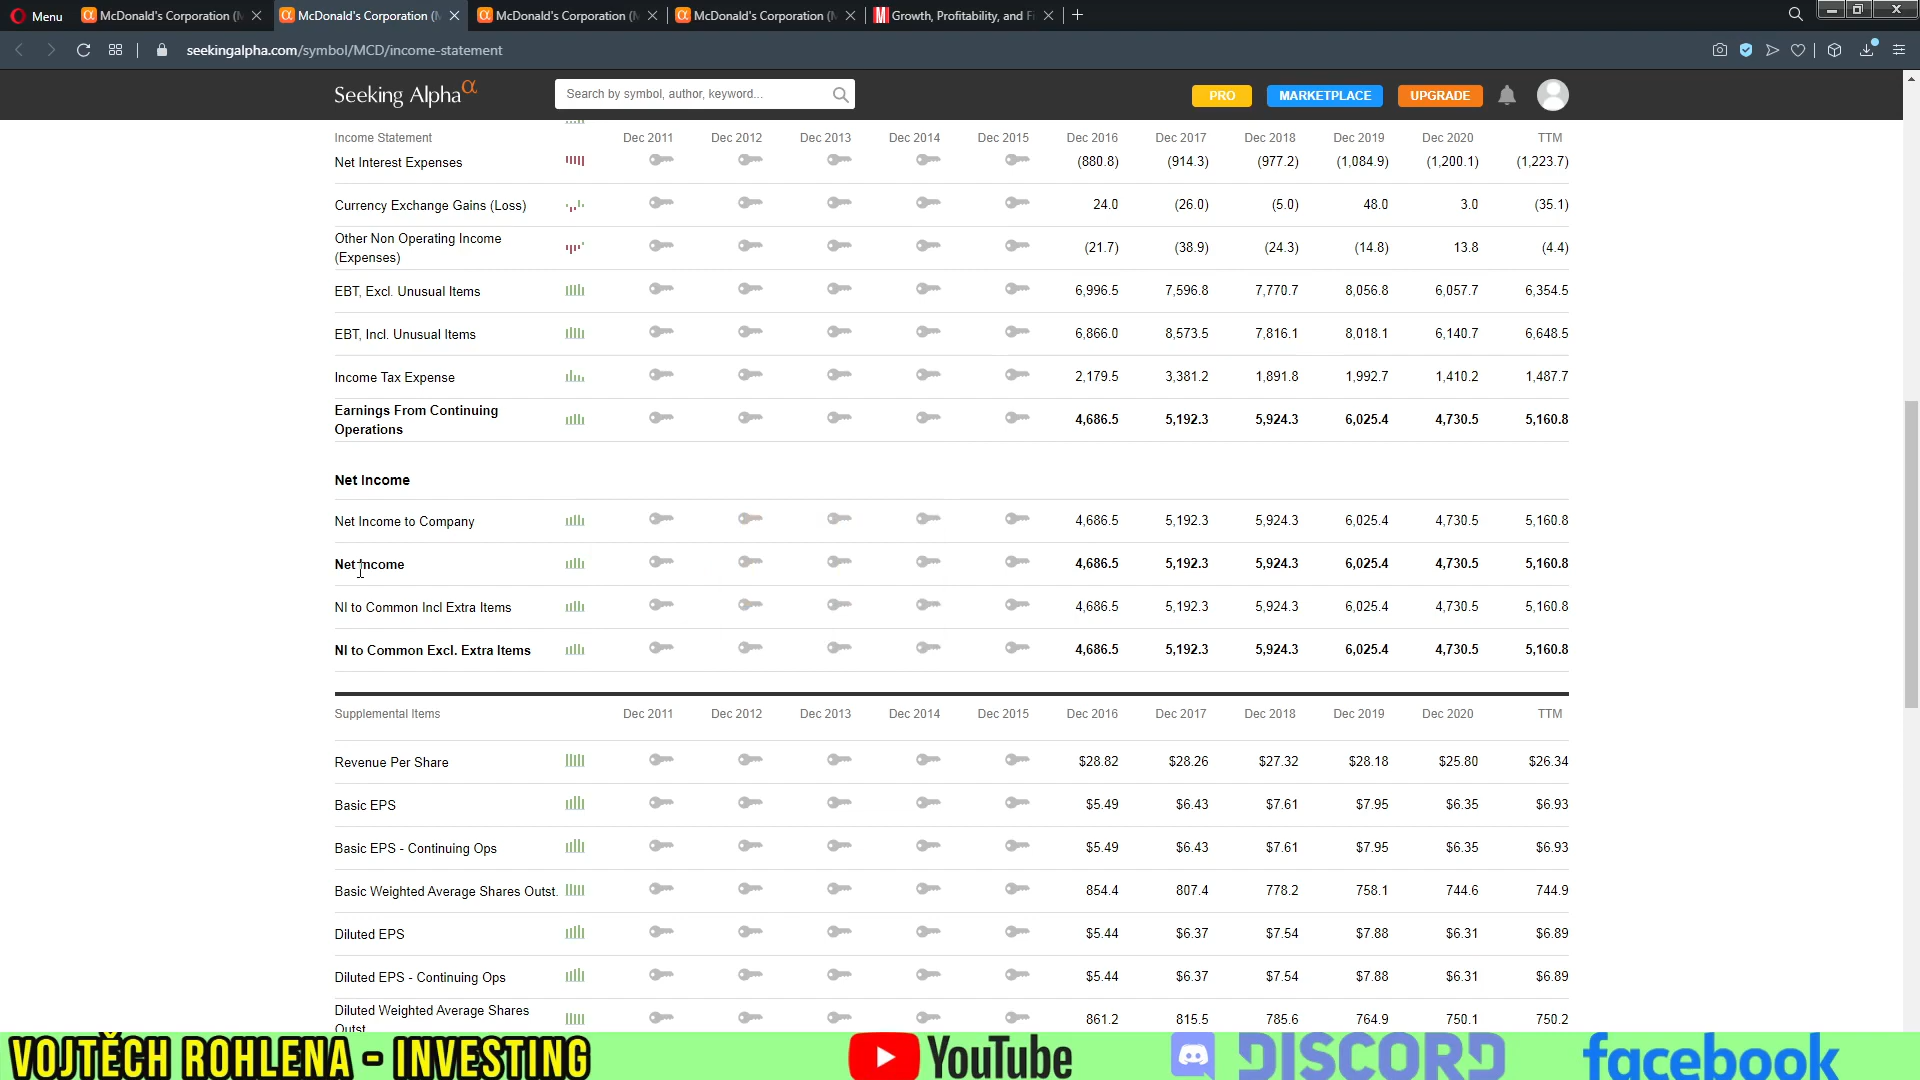 Menu
McDonald's Corporation (
McDonald's Corporation (
McDonald's Corporation (
McDonald's Corporation (
Growth, Profitability, and Fi
seekingalpha.com/symbol/MCD/income-statement
Seeking Alpha α
Search by symbol, author, keyword...
PRO
MARKETPLACE
UPGRADE
Income Statement Dec 2011 Dec 2012 Dec 2013 Dec 2014 Dec 2015 Dec 2016 Dec 2017 Dec 2018 Dec 2019 Dec 2020 TTM
Net Interest Expenses (880.8) (914.3) (977.2) (1,084.9) (1,200.1) (1,223.7)
Currency Exchange Gains (Loss) 24.0 (26.0) (5.0) 48.0 3.0 (35.1)
Other Non Operating Income
(Expenses) (21.7) (38.9) (24.3) (14.8) 13.8 (4.4)
EBT, Excl. Unusual Items 6,996.5 7,596.8 7,770.7 8,056.8 6,057.7 6,354.5
EBT, Incl. Unusual Items 6,866.0 8,573.5 7,816.1 8,018.1 6,140.7 6,648.5
Income Tax Expense 2,179.5 3,381.2 1,891.8 1,992.7 1,410.2 1,487.7
Earnings From Continuing
Operations 4,686.5 5,192.3 5,924.3 6,025.4 4,730.5 5,160.8
Net Income
Net Income to Company 4,686.5 5,192.3 5,924.3 6,025.4 4,730.5 5,160.8
Net Income 4,686.5 5,192.3 5,924.3 6,025.4 4,730.5 5,160.8
NI to Common Incl Extra Items 4,686.5 5,192.3 5,924.3 6,025.4 4,730.5 5,160.8
NI to Common Excl. Extra Items 4,686.5 5,192.3 5,924.3 6,025.4 4,730.5 5,160.8
Supplemental Items Dec 2011 Dec 2012 Dec 2013 Dec 2014 Dec 2015 Dec 2016 Dec 2017 Dec 2018 Dec 2019 Dec 2020 TTM
Revenue Per Share $28.82 $28.26 $27.32 $28.18 $25.80 $26.34
Basic EPS $5.49 $6.43 $7.61 $7.95 $6.35 $6.93
Basic EPS - Continuing Ops $5.49 $6.43 $7.61 $7.95 $6.35 $6.93
Basic Weighted Average Shares Outst. 854.4 807.4 778.2 758.1 744.6 744.9
Diluted EPS $5.44 $6.37 $7.54 $7.88 $6.31 $6.89
Diluted EPS - Continuing Ops $5.44 $6.37 $7.54 $7.88 $6.31 $6.89
Diluted Weighted Average Shares
Outst. 861.2 815.5 785.6 764.9 750.1 750.2
VOJTĚCH ROHLENA - INVESTING YouTube DISCORD facebook